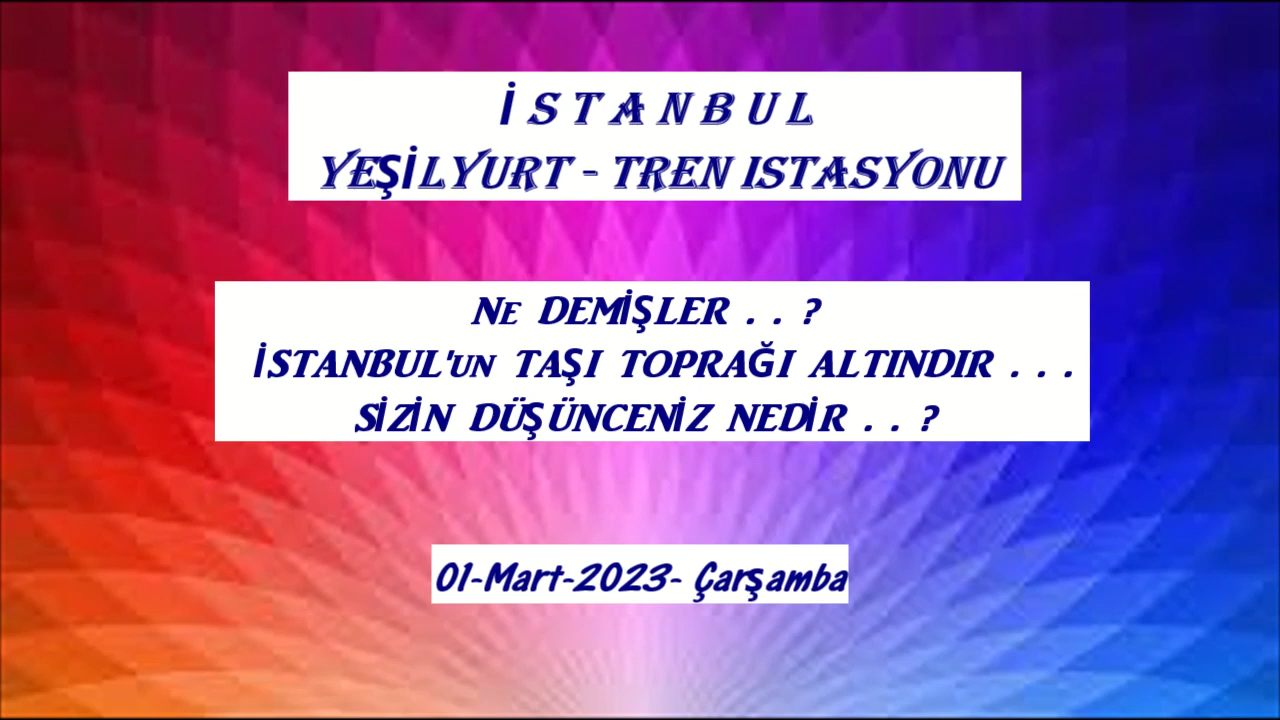 İ S T A N B U L
YEŞİLYURT - TREN ISTASYONU
NE DEMİŞLER . . ?
İSTANBUL'UN TAŞI TOPRAĞI ALTINDIR . . .
SİZİN DÜŞÜNCENİZ NEDİR . . ?
01-Mart-2023- Çarşamba